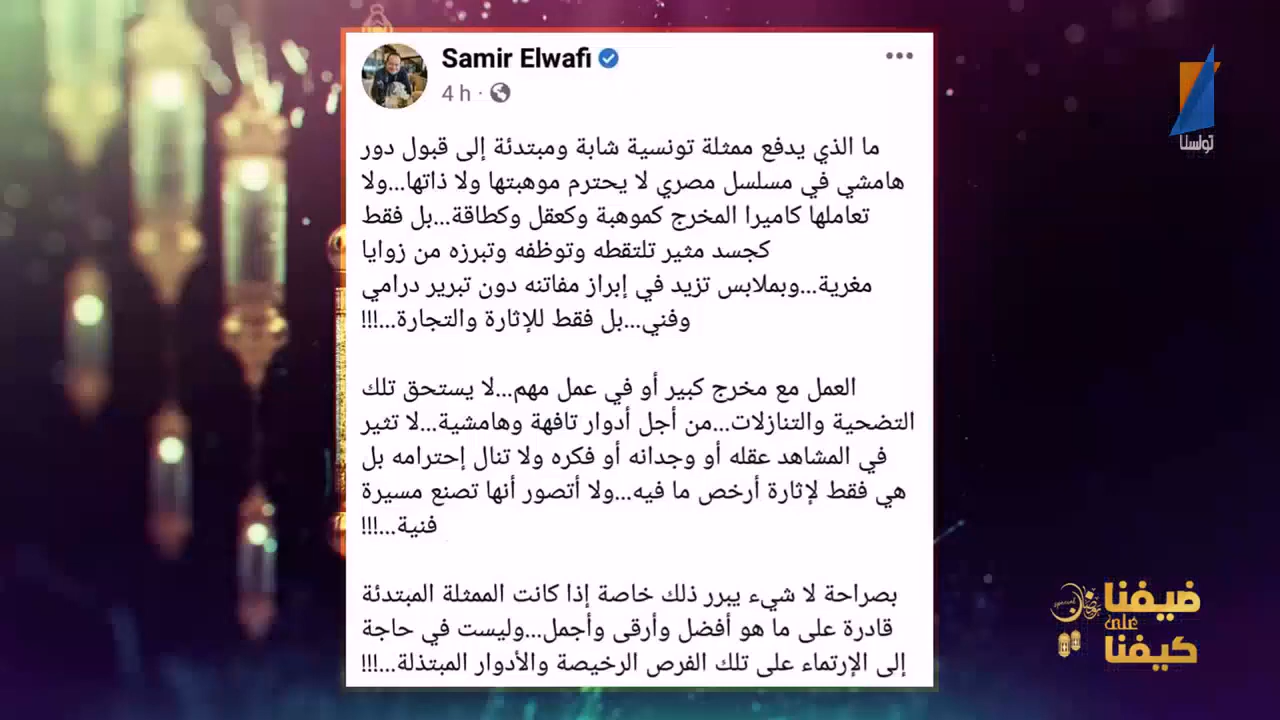 Samir Elwafi
4 h
ما الذي يدفع ممثلة تونسية شابة ومبتدئة إلى قبول دور
هامشي في مسلسل مصري لا يحترم موهبتها ولا ذاتها...ولا
تعاملها كاميرا المخرج كموهبة وكعقل وكطاقة...بل فقط
كجسد مثير تلتقطه وتوظفه وتبرزه من زوايا
مغرية...وبملابس تزيد في إبراز مفاتنه دون تبرير درامي
وفني...بل فقط للإثارة والتجارة...!!!
العمل مع مخرج كبير أو في عمل مهم...لا يستحق تلك
التضحية والتنازلات...من أجل أدوار تافهة وهامشية...لا تثير
في المشاهد عقله أو وجدانه أو فكره ولا تنال إحترامه بل
هي فقط لإثارة أرخص ما فيه...ولا أتصور أنها تصنع مسيرة
فنية...!!!
بصراحة لا شيء يبرر ذلك خاصة إذا كانت الممثلة المبتدئة
قادرة على ما هو أفضل وأرقى وأجمل...وليست في حاجة
إلى الإرتماء على تلك الفرص الرخيصة والأدوار المبتذلة...!!!
تونسنا
ضيفنا
على
كيفنا
special
رمضان